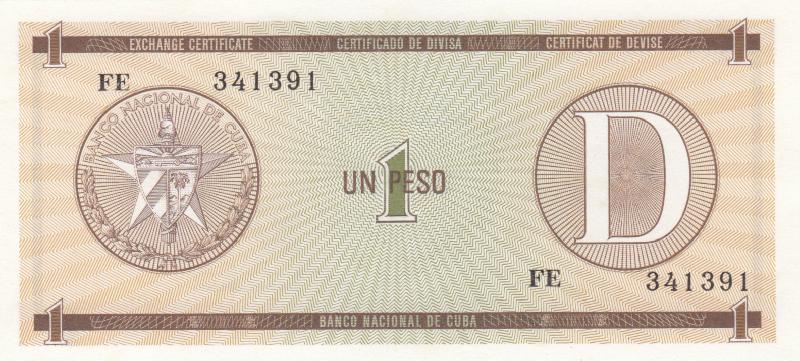 1 EXCHANGE CERTIFICATE CERTIFICADO DE DIVISA CERTIFICAT DE DEVISE 1
FE 341391
BANCO NACIONAL DE CUBA
UN 1 PESO
D
FE 341391
1 BANCO NACIONAL DE CUBA 1